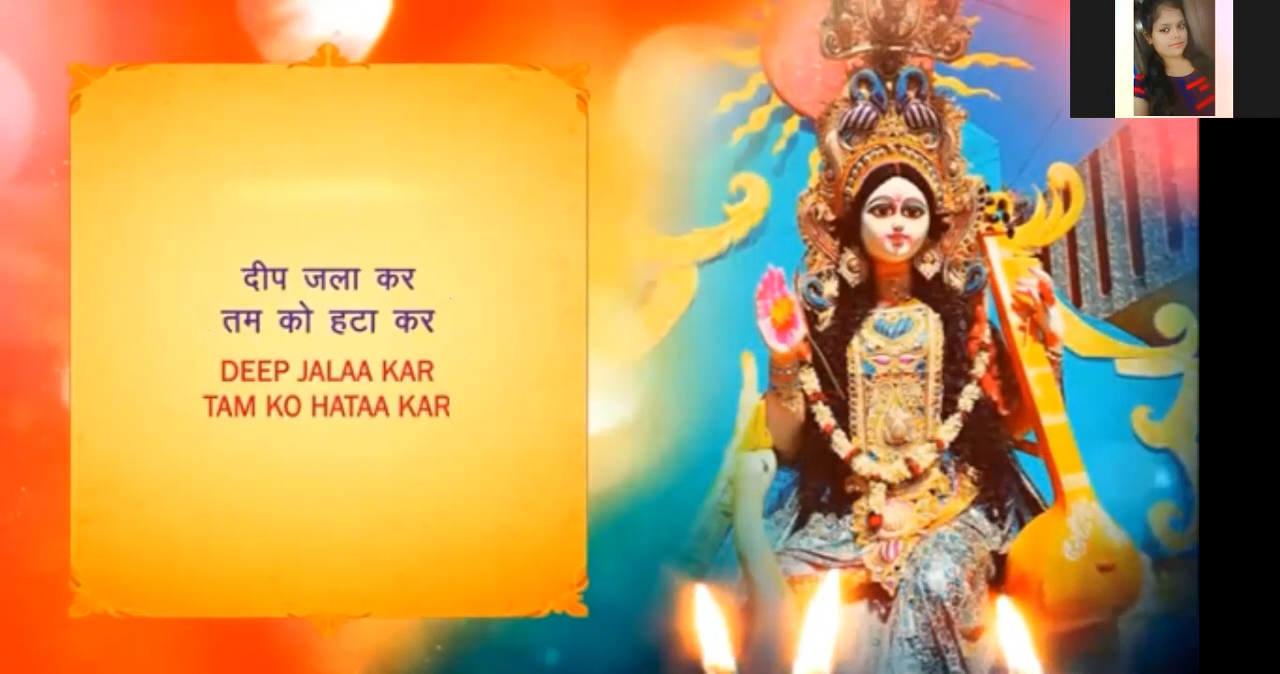 दीप जला कर
तम को हटा कर
DEEP JALAA KAR
TAM KO HATAA KAR